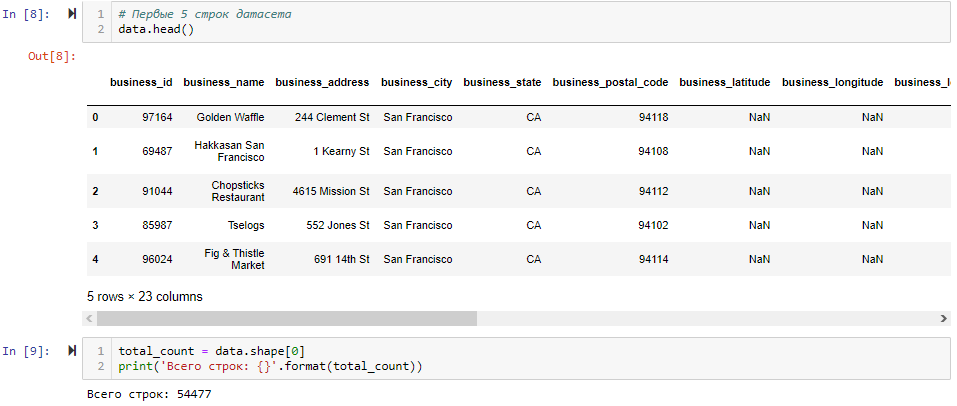 In [8]:
1 # Первые 5 строк датасета
2 data.head()
Out[8]:
business_id business_name business_address business_city business_state business_postal_code business_latitude business_longitude business_l
0 97164 Golden Waffle 244 Clement St San Francisco CA 94118 NaN NaN
1 69487 Hakkasan San Francisco 1 Kearny St San Francisco CA 94108 NaN NaN
2 91044 Chopsticks Restaurant 4615 Mission St San Francisco CA 94112 NaN NaN
3 85987 Tselogs 552 Jones St San Francisco CA 94102 NaN NaN
4 96024 Fig & Thistle Market 691 14th St San Francisco CA 94114 NaN NaN
5 rows × 23 columns
In [9]:
1 total_count = data.shape[0]
2 print('Всего строк: {}'.format(total_count))
Всего строк: 54477